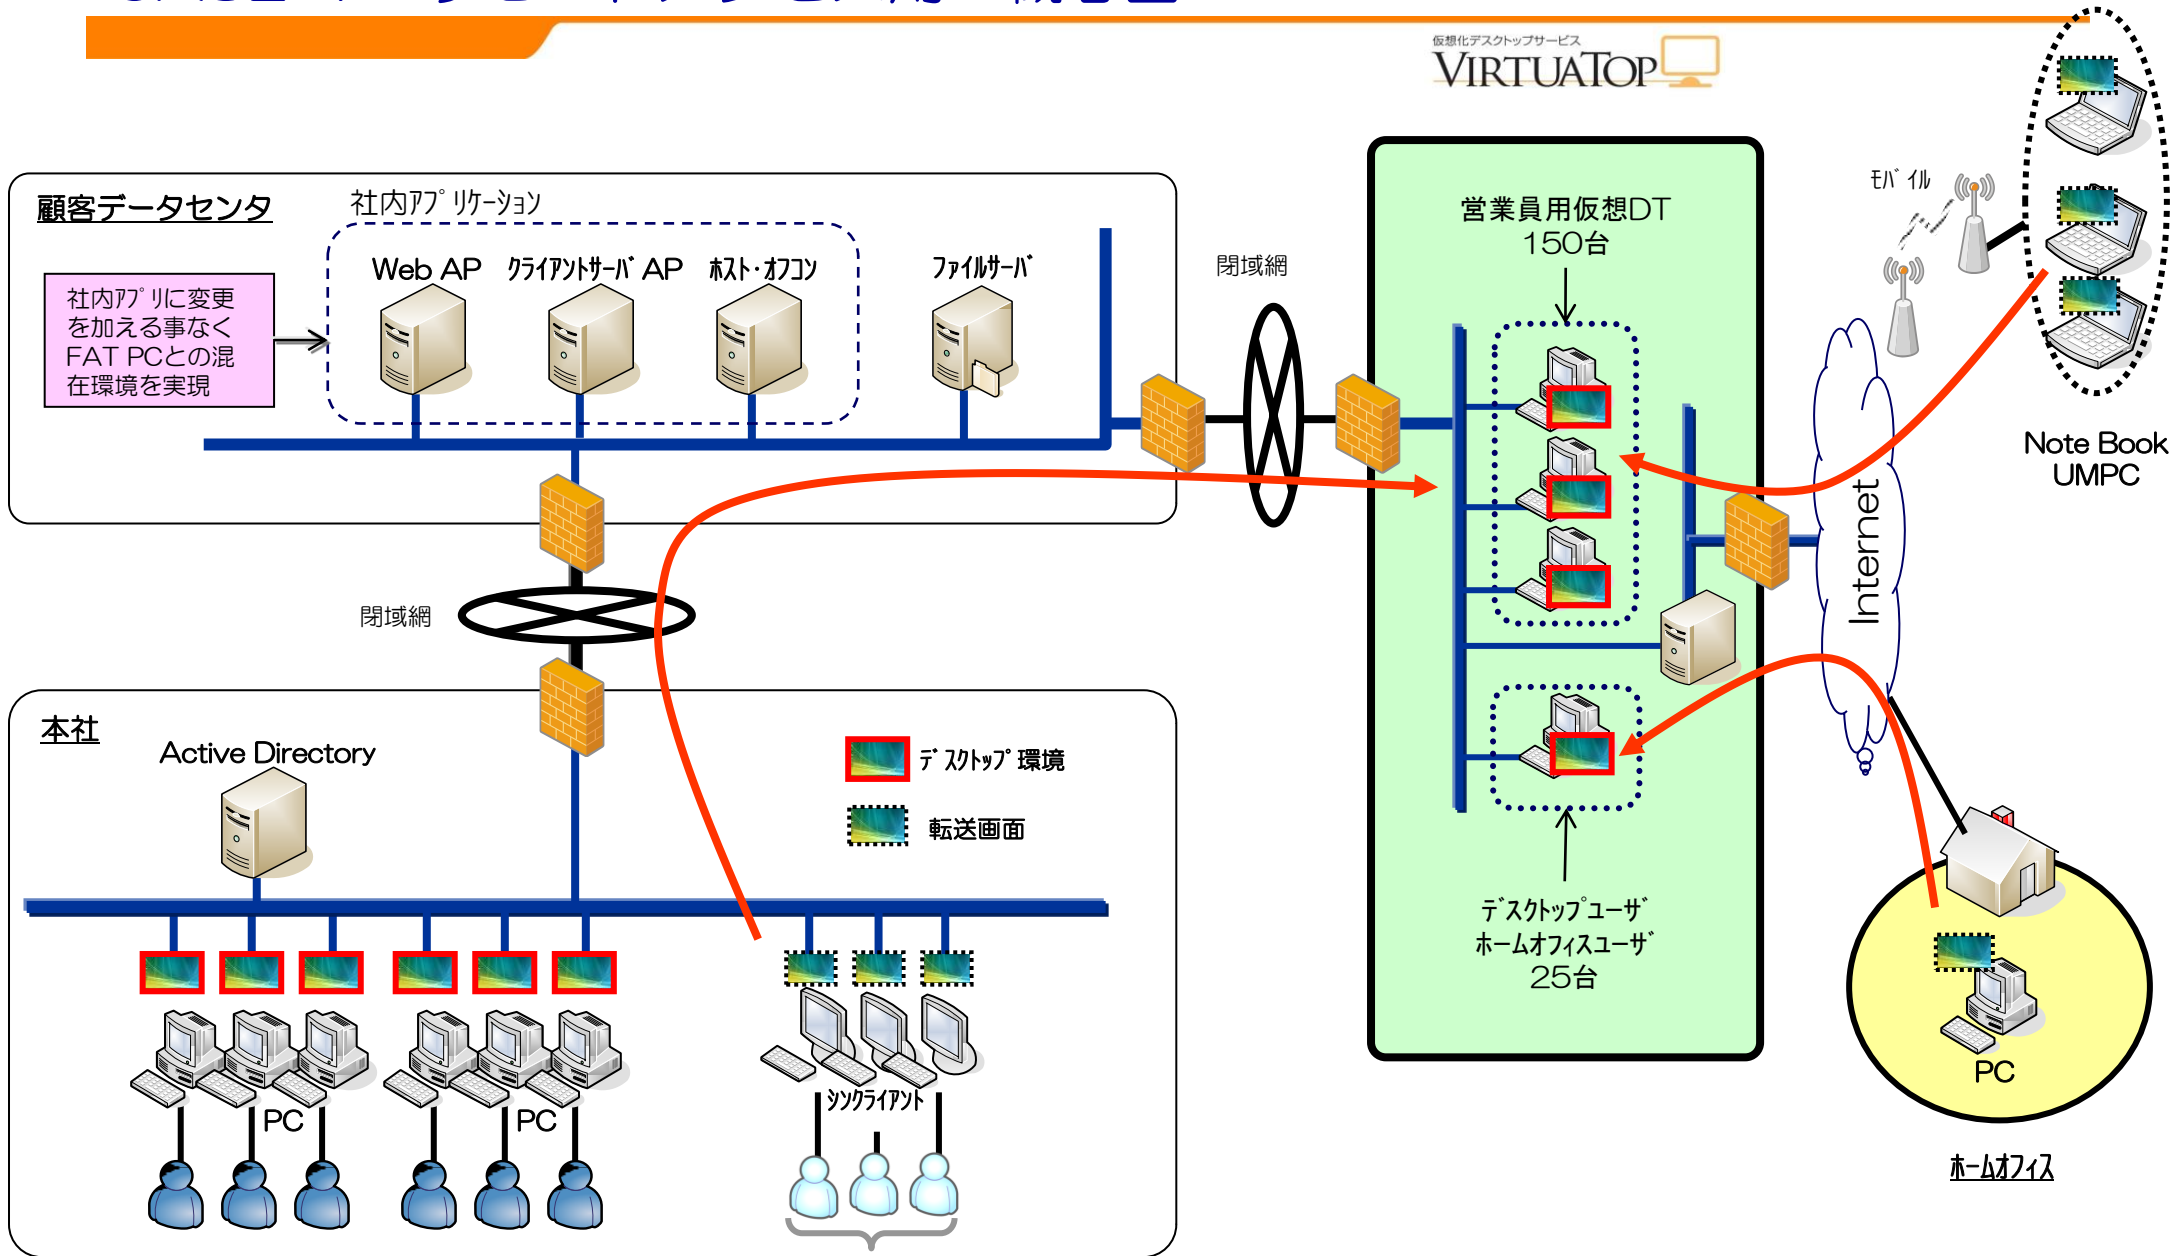 仮想化デスクトップサービス
VIRTUATOP
顧客データセンタ
社内ｱﾌﾟﾘｹｰｼｮﾝ
社内ｱﾌﾟﾘに変更
を加える事なく
FAT PCとの混
在環境を実現
Web AP
ｸﾗｲｱﾝﾄｻｰﾊﾞAP
ﾎｽﾄ･ｵﾌｺﾝ
ﾌｧｲﾙｻｰﾊﾞ
閉域網
営業員用仮想DT
150台
ﾓﾊﾞｲﾙ
Note Book
UMPC
Internet
閉域網
本社
Active Directory
ﾃﾞｽｸﾄｯﾌﾟ環境
転送画面
ﾃﾞｽｸﾄｯﾌﾟﾕｰｻﾞ
ﾎｰﾑｵﾌｨｽﾕｰｻﾞ
25台
PC
PC
ｼﾝｸﾗｲｱﾝﾄ
PC
ﾎｰﾑｵﾌｨｽ